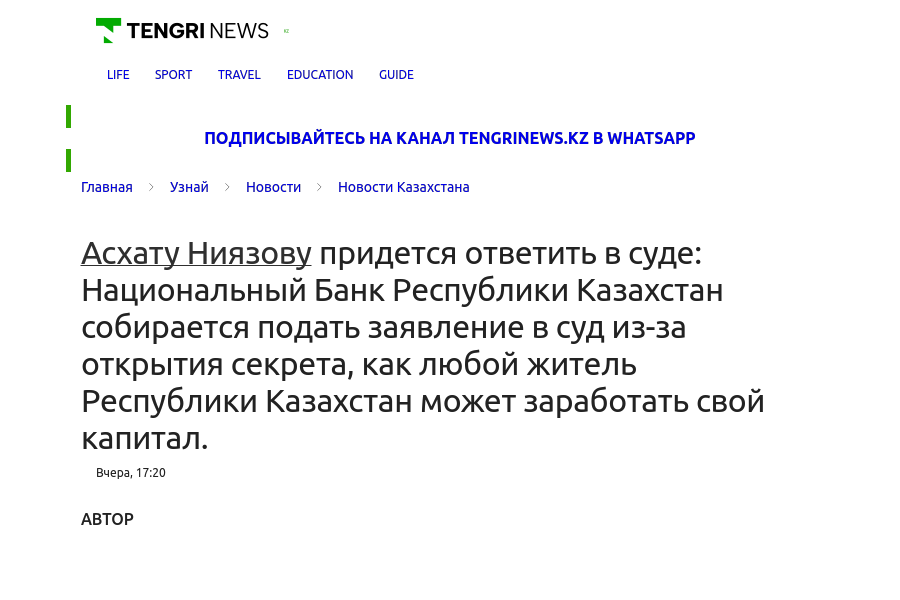 TENGRI NEWS KZ
LIFE SPORT TRAVEL EDUCATION GUIDE
ПОДПИСЫВАЙТЕСЬ НА КАНАЛ TENGRINEWS.KZ В WHATSAPP
Главная Узнай Новости Новости Казахстана
Асхату Ниязову придется ответить в суде:
Национальный Банк Республики Казахстан
собирается подать заявление в суд из-за
открытия секрета, как любой житель
Республики Казахстан может заработать свой
капитал.
Вчера, 17:20
АВТОР